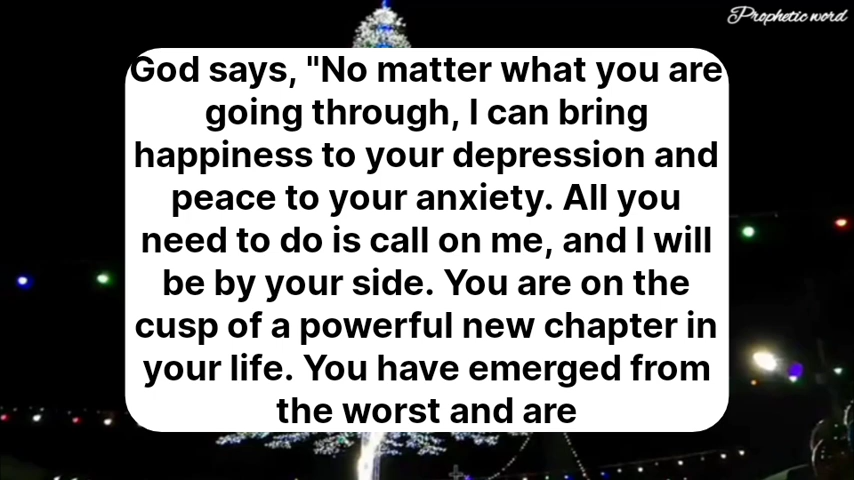 Prophetic word
God says, "No matter what you are
going through, I can bring
happiness to your depression and
peace to your anxiety. All you
need to do is call on me, and I will
be by your side. You are on the
cusp of a powerful new chapter in
your life. You have emerged from
the worst and are